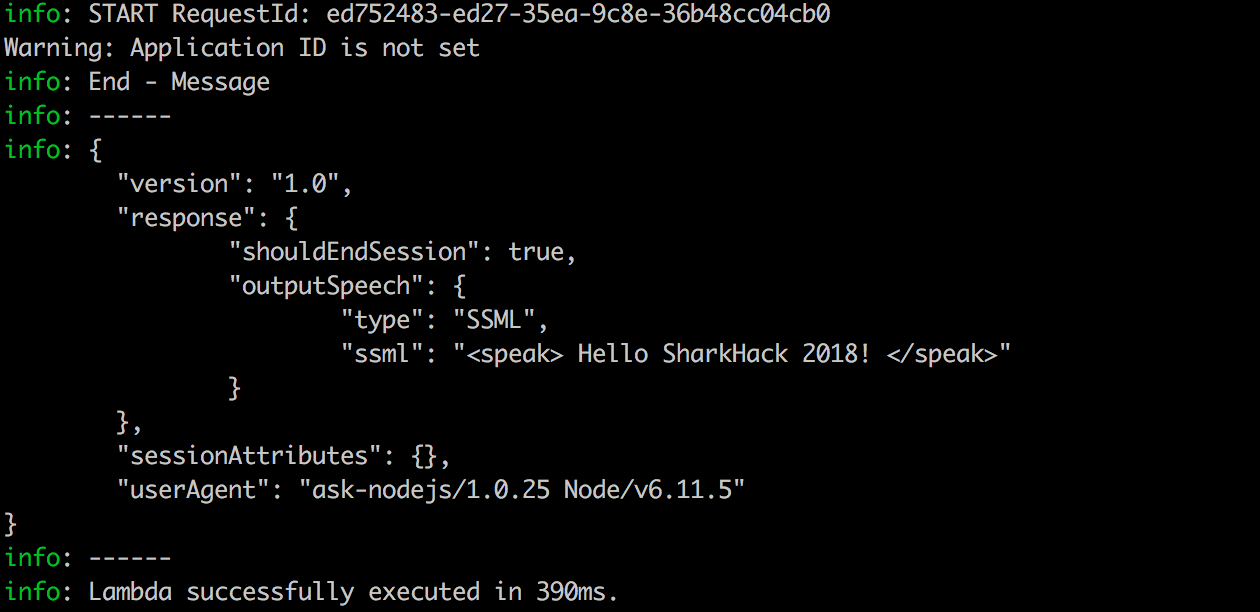 info: START RequestId: ed752483-ed27-35ea-9c8e-36b48cc04cb0
Warning: Application ID is not set
info: End - Message
info: ------
info: {
        "version": "1.0",
        "response": {
                "shouldEndSession": true,
                "outputSpeech": {
                        "type": "SSML",
                        "ssml": "<speak> Hello SharkHack 2018! </speak>"
                }
        },
        "sessionAttributes": {},
        "userAgent": "ask-nodejs/1.0.25 Node/v6.11.5"
}
info: ------
info: Lambda successfully executed in 390ms.